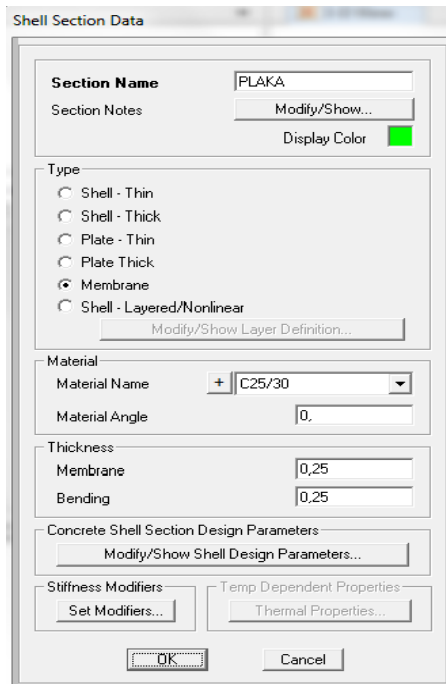 Shell Section Data
Section Name PLAKA
Section Notes Modify/Show...
Display Color
Type
Shell - Thin
Shell - Thick
Plate - Thin
Plate Thick
Membrane
Shell - Layered/Nonlinear
Modify/Show Layer Definition...
Material
Material Name + C25/30
Material Angle 0,
Thickness
Membrane 0,25
Bending 0,25
Concrete Shell Section Design Parameters
Modify/Show Shell Design Parameters...
Stiffness Modifiers Temp Dependent Properties
Set Modifiers... Thermal Properties...
OK Cancel